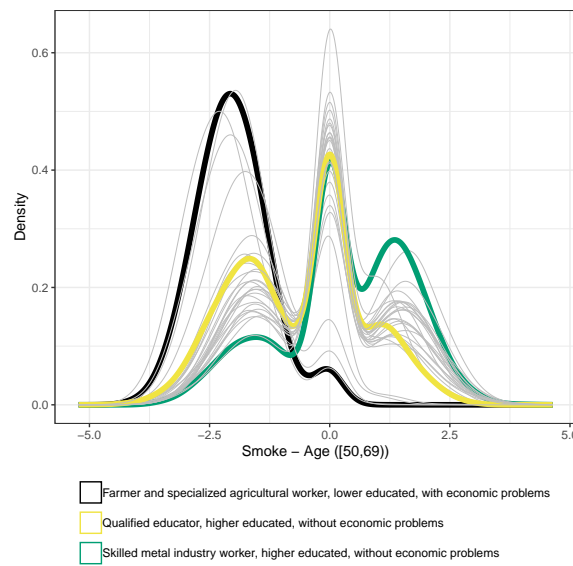 0.6
0.4
0.2
0.0
Density
−5.0 −2.5 0.0 2.5 5.0
Smoke − Age ([50,69))
Farmer and specialized agricultural worker, lower educated, with economic problems
Qualified educator, higher educated, without economic problems
Skilled metal industry worker, higher educated, without economic problems